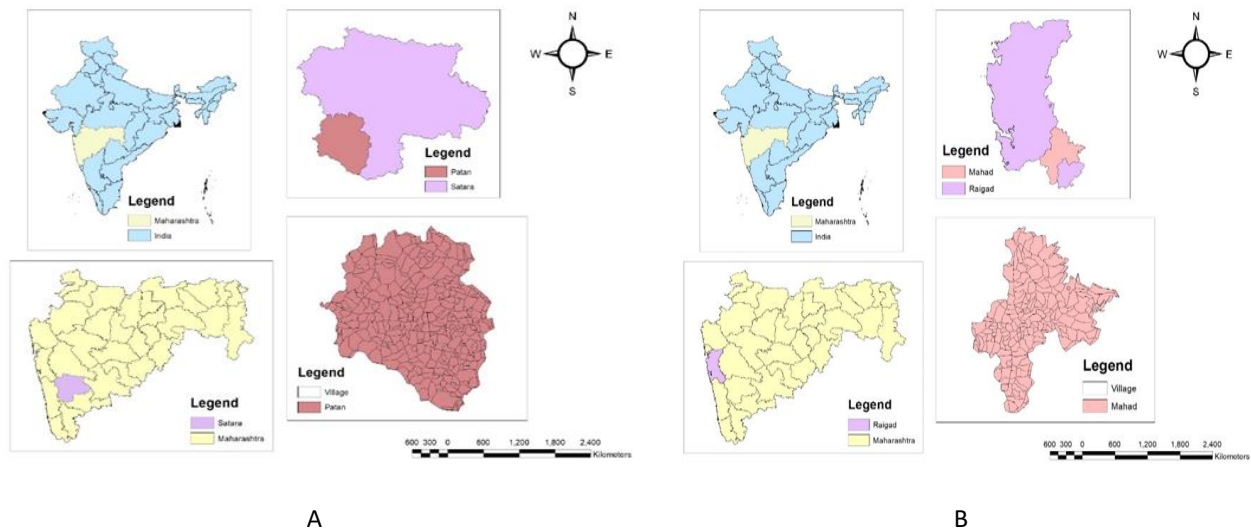 N
W E
S
Legend
Maharashtra
India
Legend
Patan
Satara
Legend
Satara
Maharashtra
Legend
Village
Patan
600 300 0 600 1,200 1,800 2,400
Kilometers
A
N
W E
S
Legend
Maharashtra
India
Legend
Mahad
Raigad
Legend
Raigad
Maharashtra
Legend
Village
Mahad
600 300 0 600 1,200 1,800 2,400
Kilometers
B